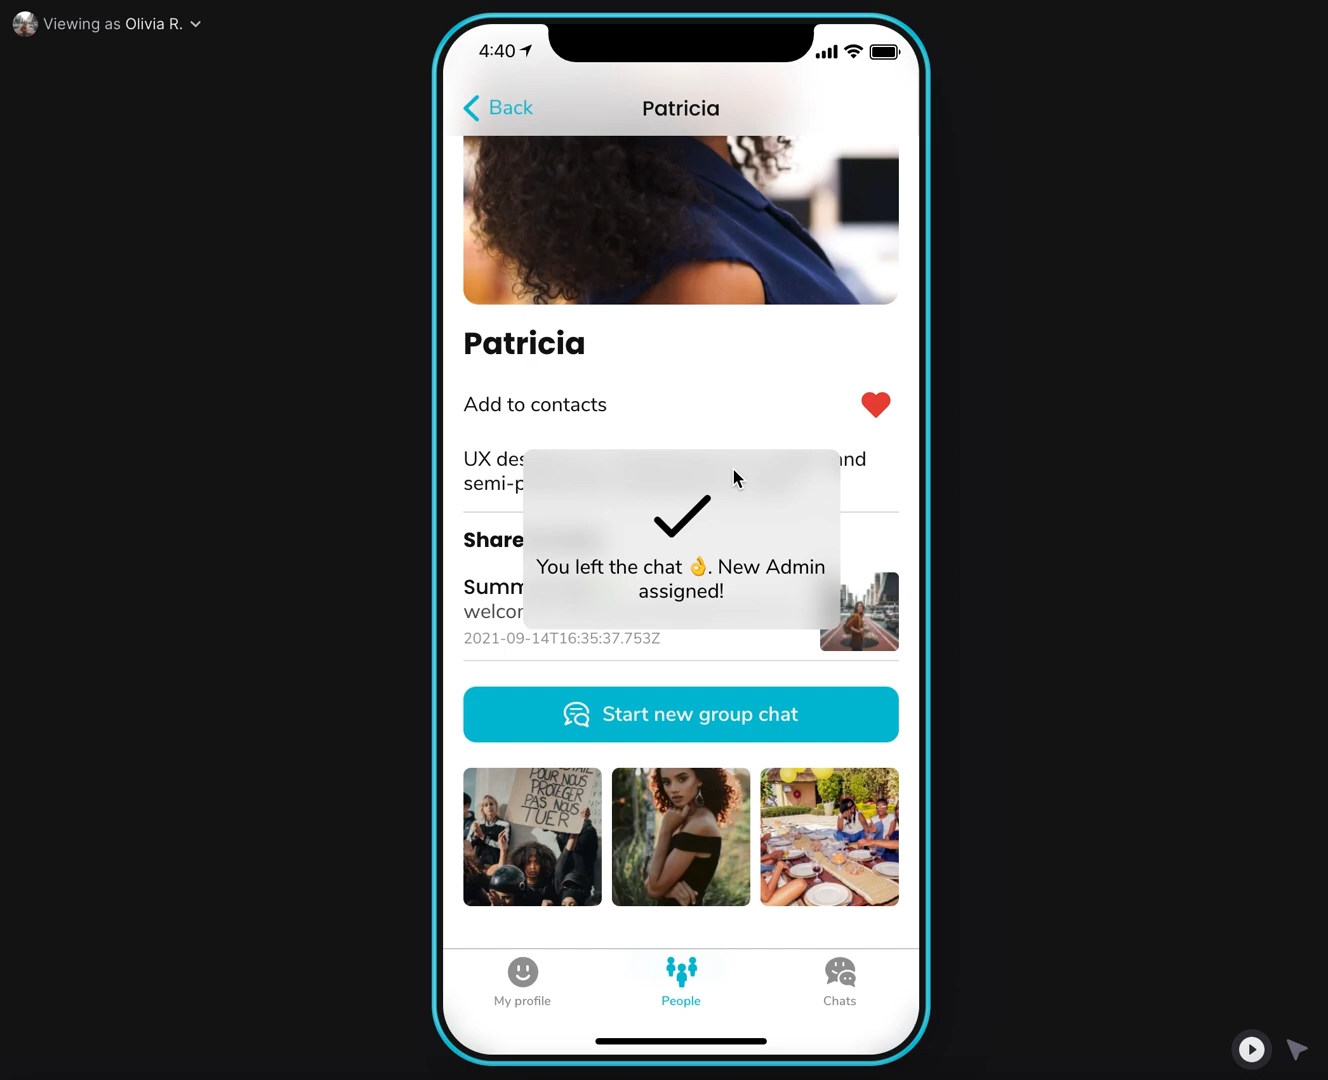 Viewing as Olivia R.
4:40
Back
Patricia
Patricia
Add to contacts
UX des
nd
semi-p
Share
You left the chat 👌. New Admin
assigned!
Summ
welcor
2021-09-14T16:35:37.753Z
Start new group chat
POUR NOUS
PROTÉGER
PAS NOUS
TUER
My profile
People
Chats